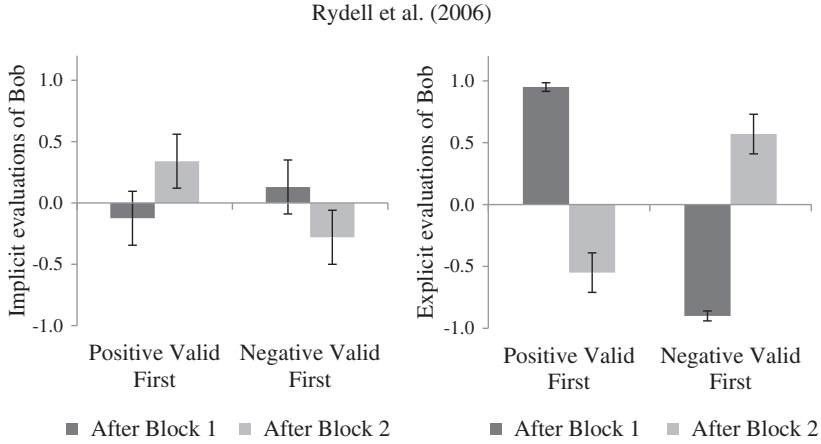 Rydell et al. (2006)
Implicit evaluations of Bob
1.0
0.5
0.0
-0.5
-1.0
Positive Valid First
Negative Valid First
After Block 1
After Block 2
Explicit evaluations of Bob
1.0
0.5
0.0
-0.5
-1.0
Positive Valid First
Negative Valid First
After Block 1
After Block 2